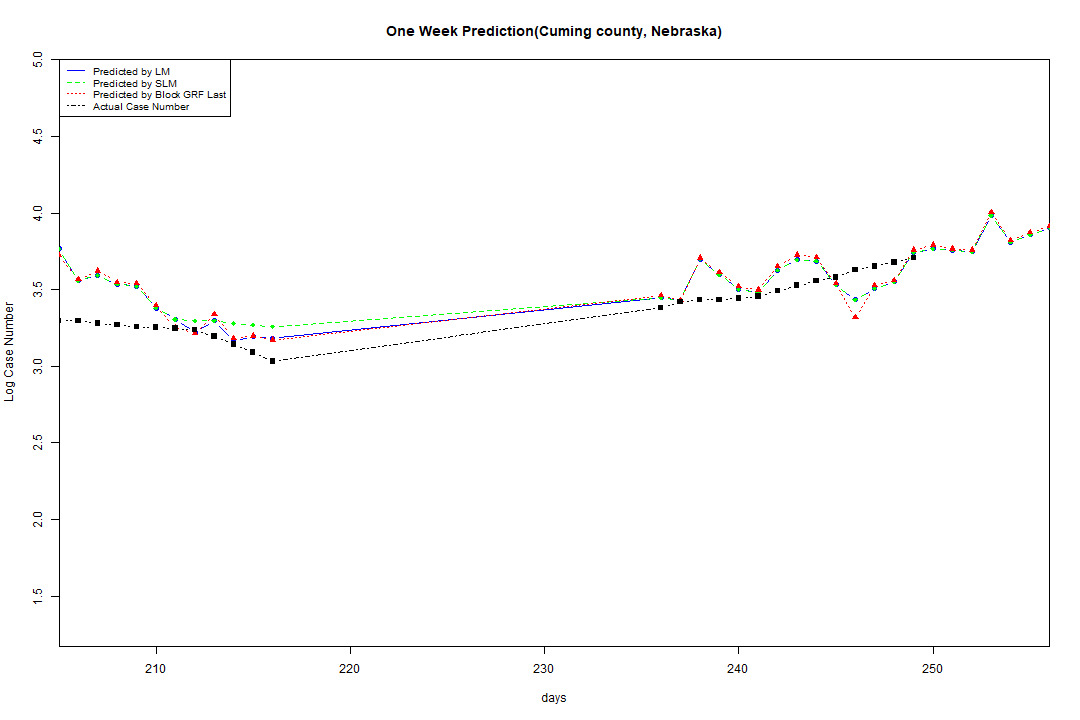 One Week Prediction(Cuming county, Nebraska)
5.0
Predicted by LM
Predicted by SLM
Predicted by Block GRF Last
Actual Case Number
4.5
4.0
3.5
3.0
2.5
2.0
1.5
Log Case Number
210
220
230
240
250
days